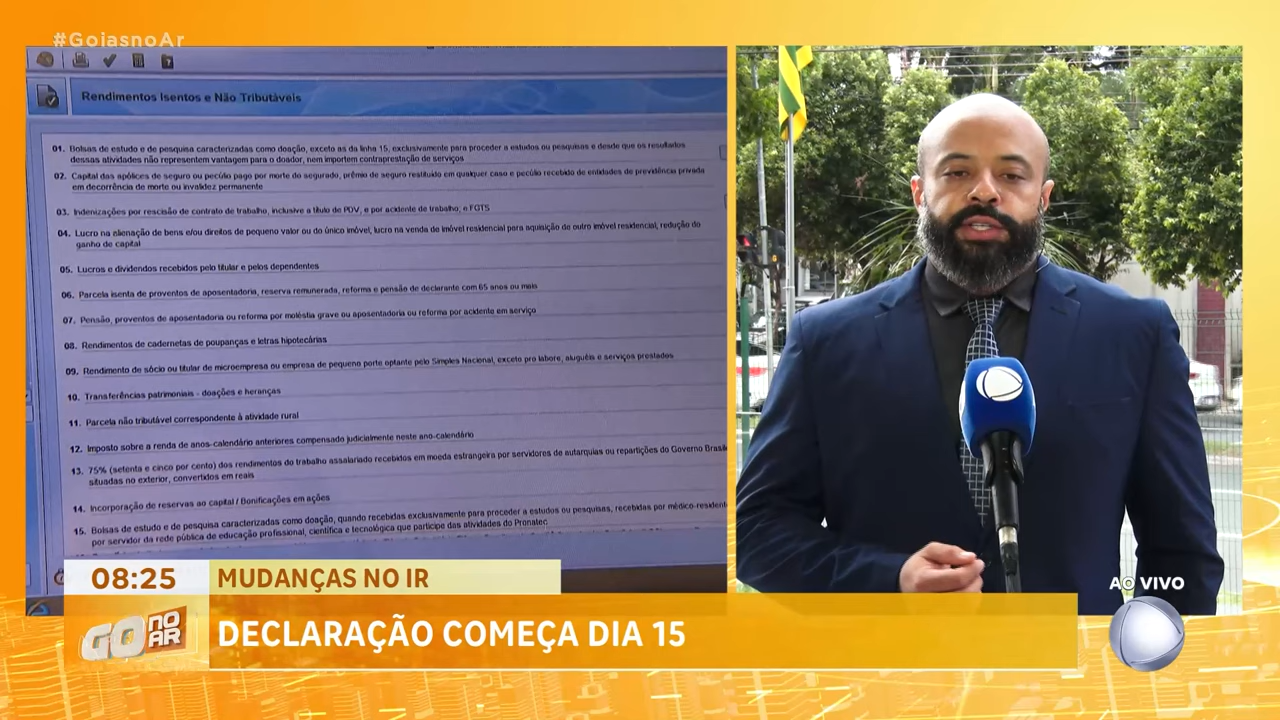 #GoiasnoAr
Rendimentos Isentos e Não Tributáveis
01. Bolsas de estudo e de pesquisa caracterizadas como doação, exceto as da linha 15, exclusivamente para proceder a estudos ou pesquisas e desde que os resultados
dessas atividades não representem vantagem para o doador, nem importem contraprestação de serviços
02. Capital das apólices de seguro ou pecúlio pago por morte do segurado, prêmio de seguro restituído em qualquer caso e pecúlio recebido de entidades de previdência privada
em decorrência de morte ou invalidez permanente
03. Indenizações por rescisão de contrato de trabalho, inclusive a título de PDV, e por acidente de trabalho; e FGTS
04. Lucro na alienação de bens e/ou direitos de pequeno valor ou do único imóvel; lucro na venda de imóvel residencial para aquisição de outro imóvel residencial; redução do
ganho de capital
05. Lucros e dividendos recebidos pelo titular e pelos dependentes
06. Parcela isenta de proventos de aposentadoria, reserva remunerada, reforma e pensão de declarante com 65 anos ou mais
07. Pensão, proventos de aposentadoria ou reforma por moléstia grave ou aposentadoria ou reforma por acidente em serviço
08. Rendimentos de cadernetas de poupanças e letras hipotecárias
09. Rendimento de sócio ou titular de microempresa ou empresa de pequeno porte optante pelo Simples Nacional, exceto pro labore, aluguéis e serviços prestados
10. Transferências patrimoniais - doações e heranças
11. Parcela não tributável correspondente à atividade rural
12. Imposto sobre a renda de anos-calendário anteriores compensado judicialmente neste ano-calendário
13. 75% (setenta e cinco por cento) dos rendimentos do trabalho assalariado recebidos em moeda estrangeira por servidores de autarquias ou repartições do Governo Brasile
situadas no exterior, convertidos em reais
14. Incorporação de reservas ao capital / Bonificações em ações
15. Bolsas de estudo e de pesquisa caracterizadas como doação, quando recebidas exclusivamente para proceder a estudos ou pesquisas, recebidas por médico-resident
por servidor da rede pública de educação profissional, científica e tecnológica que participe das atividades do Pronatec
08:25
MUDANÇAS NO IR
GO NO AR
DECLARAÇÃO COMEÇA DIA 15
AO VIVO